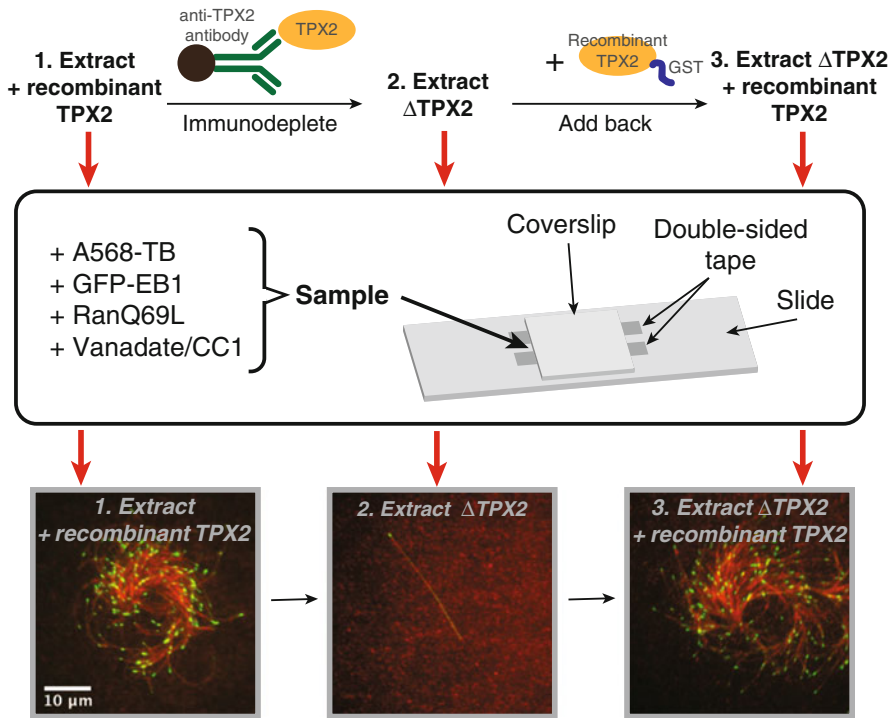 anti-TPX2
antibody
TPX2
1. Extract
+ recombinant
TPX2
Immunodeplete
2. Extract
ΔTPX2
+
Recombinant
TPX2
GST
Add back
3. Extract ΔTPX2
+ recombinant
TPX2
+ A568-TB
+ GFP-EB1
+ RanQ69L
+ Vanadate/CC1
Sample
Coverslip
Double-sided
tape
Slide
1. Extract
+ recombinant TPX2
10 µm
2. Extract ΔTPX2
3. Extract ΔTPX2
+ recombinant TPX2